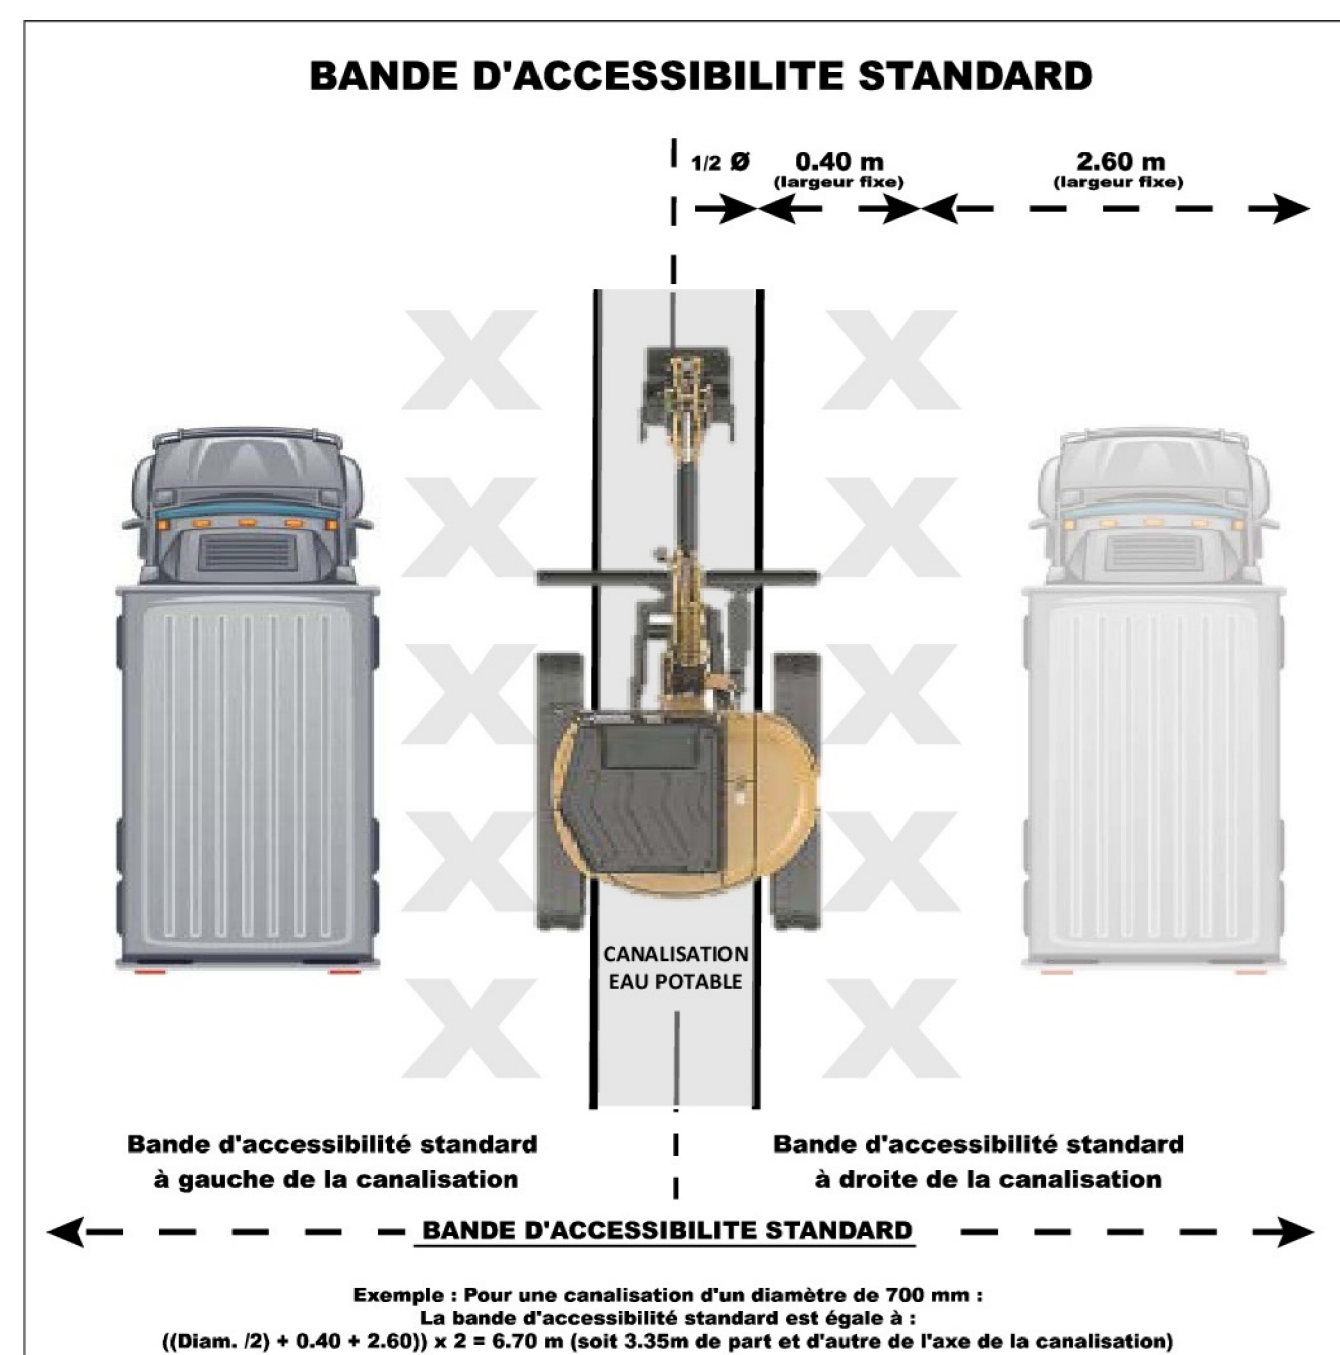 BANDE D'ACCESSIBILITE STANDARD
1/2 Ø 0.40 m 2.60 m
(largeur fixe) (largeur fixe)
X X
X X
X X
X X
CANALISATION
EAU POTABLE
X X
Bande d'accessibilité standard Bande d'accessibilité standard
à gauche de la canalisation à droite de la canalisation
BANDE D'ACCESSIBILITE STANDARD
Exemple : Pour une canalisation d'un diamètre de 700 mm :
La bande d'accessibilité standard est égale à :
((Diam. /2) + 0.40 + 2.60)) x 2 = 6.70 m (soit 3.35m de part et d'autre de l'axe de la canalisation)